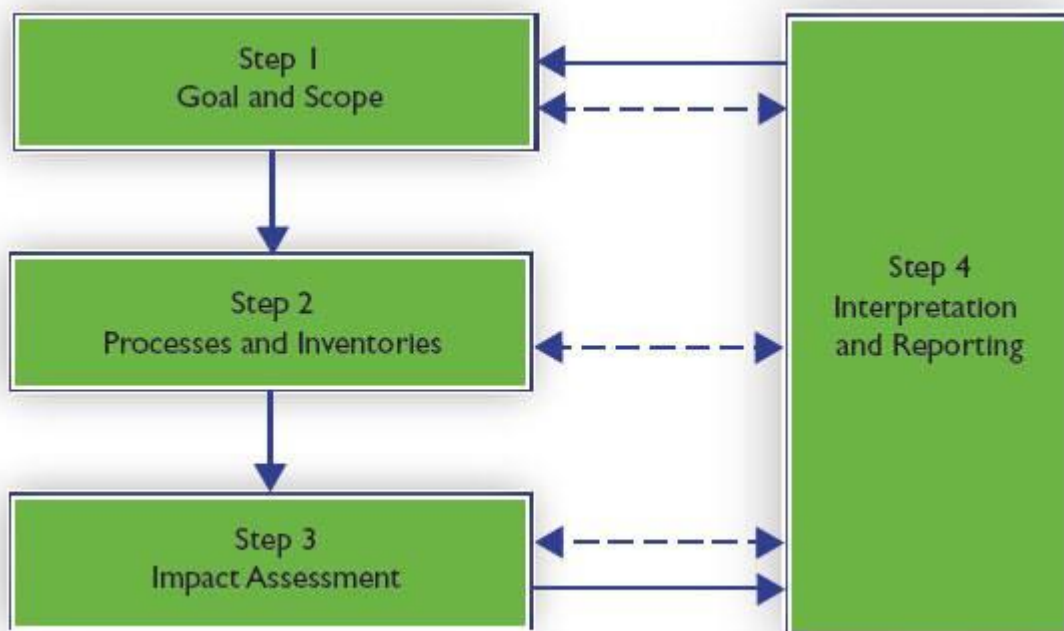 Step 1
Goal and Scope
Step 2
Processes and Inventories
Step 3
Impact Assessment
Step 4
Interpretation
and Reporting